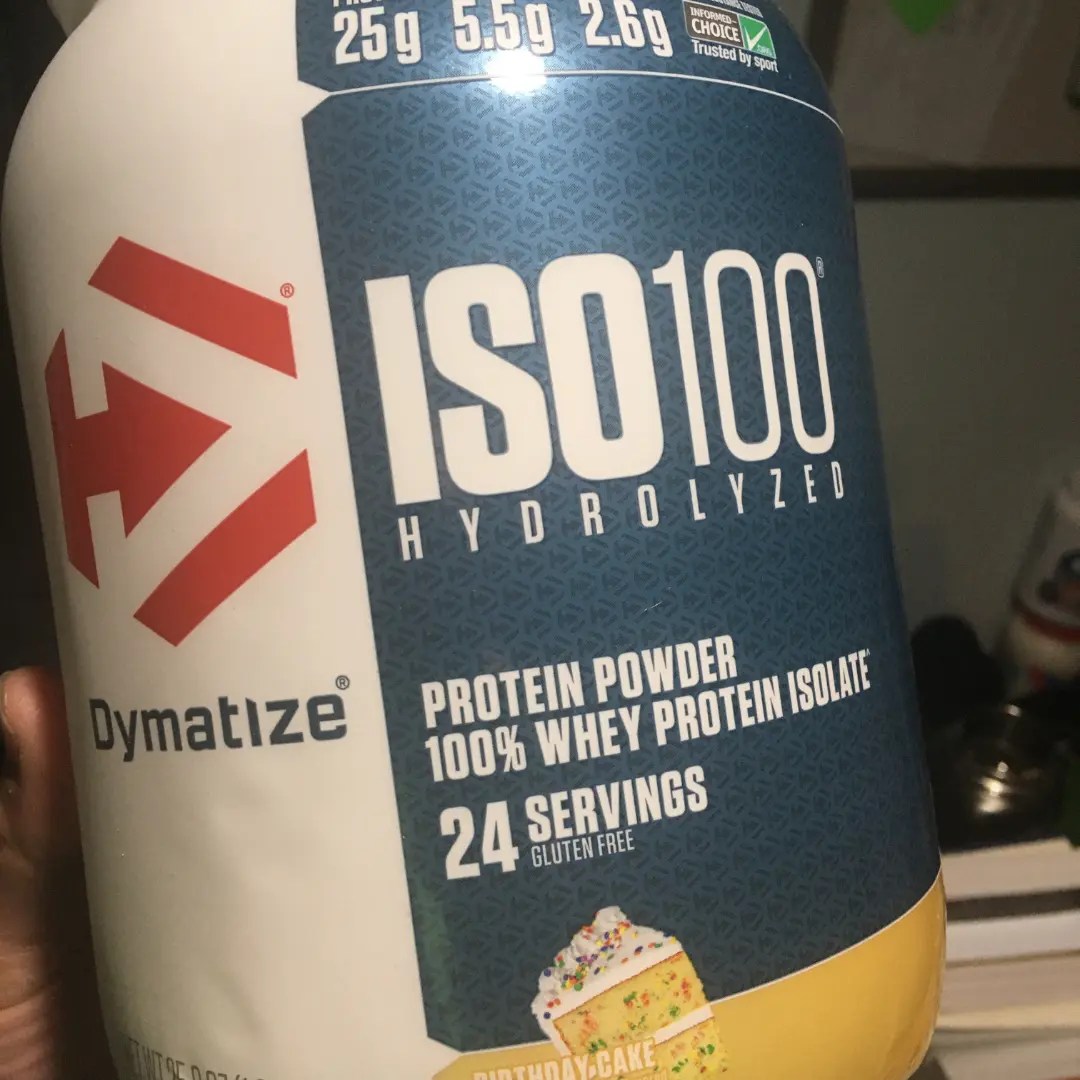 25g 5.5g 2.6g
INFORMED-
CHOICE
.ORG
Trusted by sport
®
ISO100®
HYDROLYZED
Dymatize®
PROTEIN POWDER
100% WHEY PROTEIN ISOLATE^
24 SERVINGS
GLUTEN FREE
BIRTHDAY CAKE